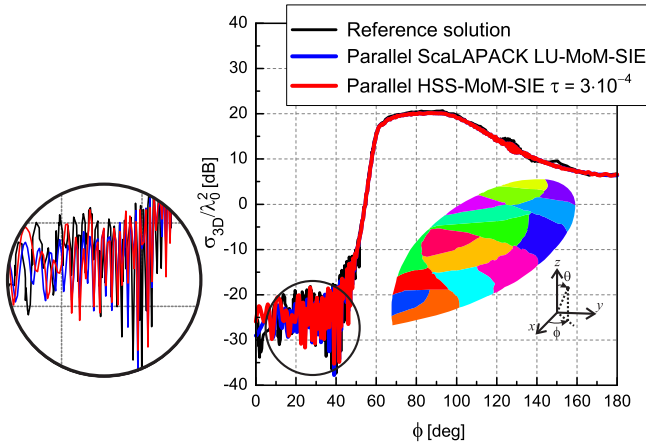 Reference solution
Parallel ScaLAPACK LU-MoM-SIE
Parallel HSS-MoM-SIE τ = 3·10⁻⁴
40
30
20
10
0
-10
-20
-30
-40
σ3D/λ0² [dB]
z
θ
y
x
ϕ
0 20 40 60 80 100 120 140 160 180
ϕ [deg]